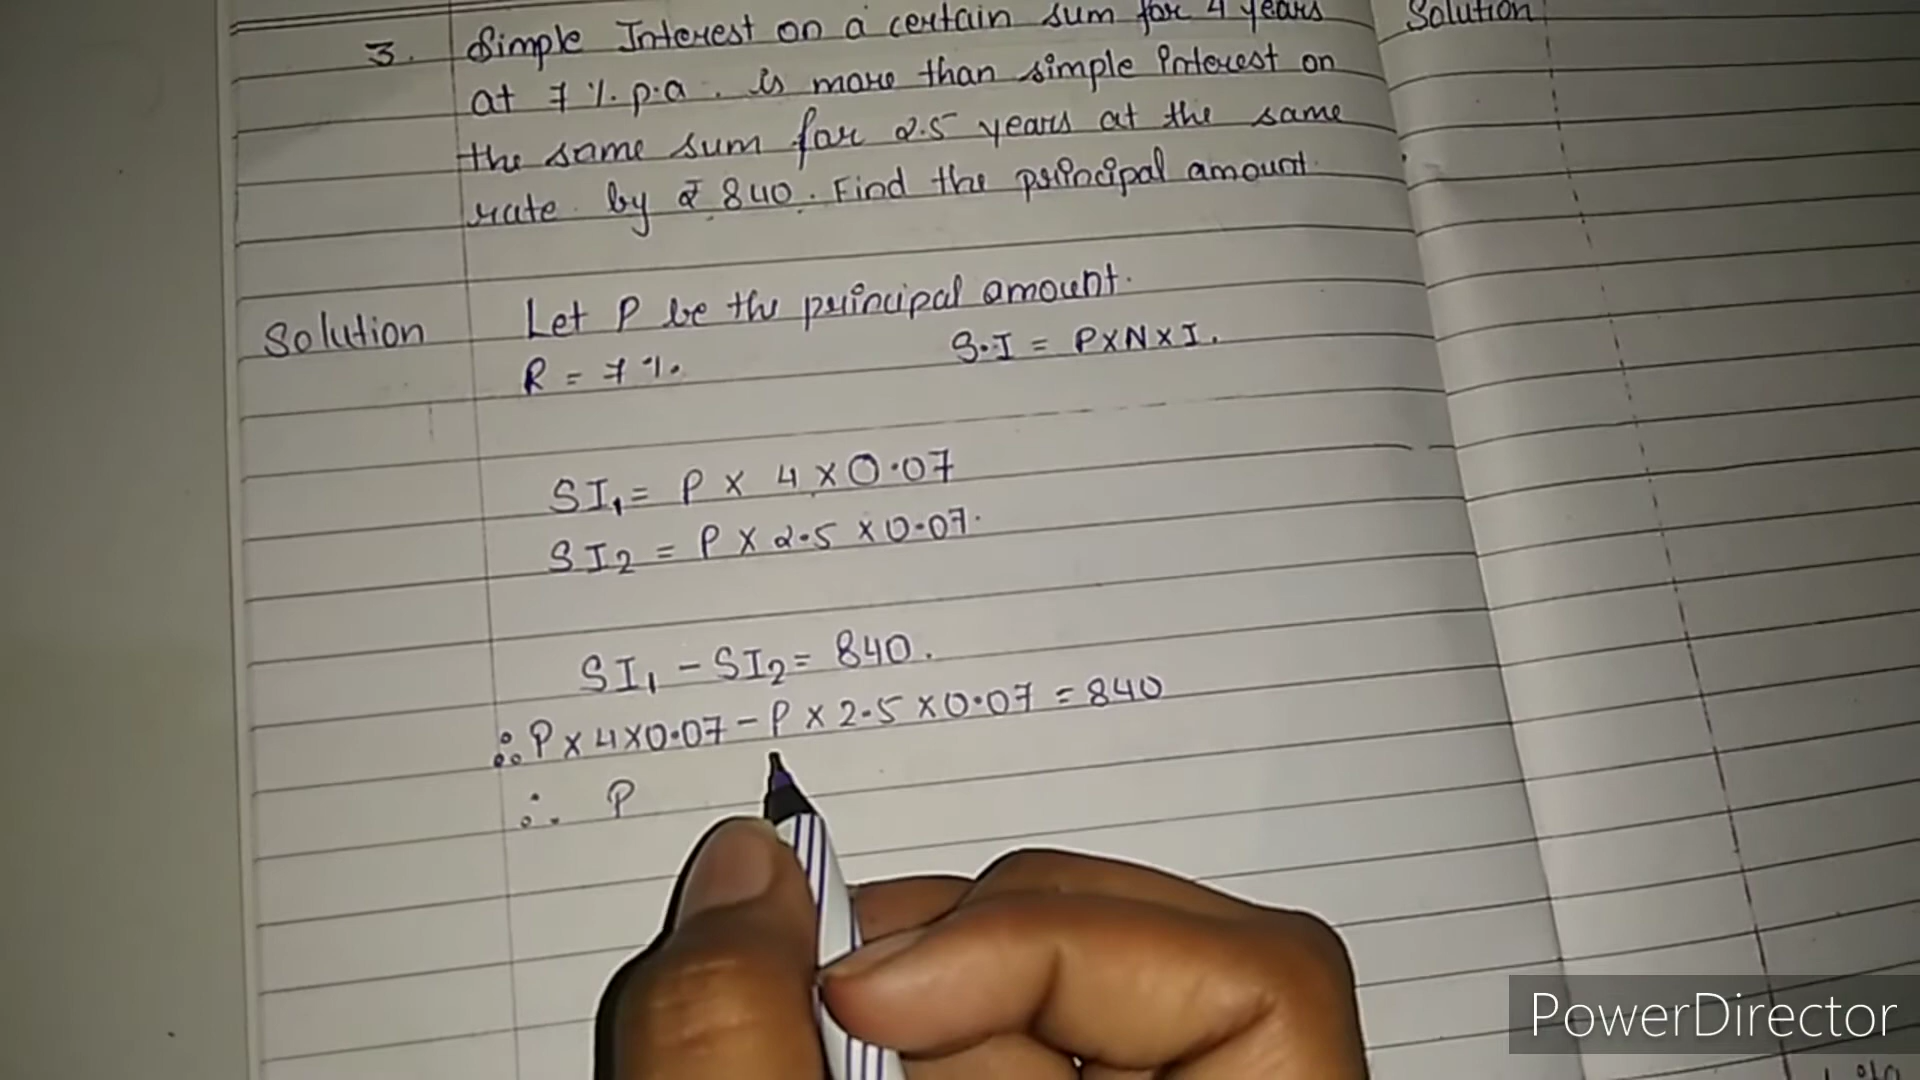 3. Simple Interest on a certain sum for 4 years
at 7 %. p.a. is more than simple Interest on
the same sum for 2.5 years at the same
rate by ₹ 840. Find the principal amount.
Solution
Solution
Let P be the principal amount.
R = 7 %.
S.I = P×N×I.
SI₁ = P × 4 × 0.07
SI₂ = P × 2.5 × 0.07.
SI₁ - SI₂ = 840.
∴ P × 4×0.07 - P × 2.5 × 0.07 = 840
∴ P
PowerDirector